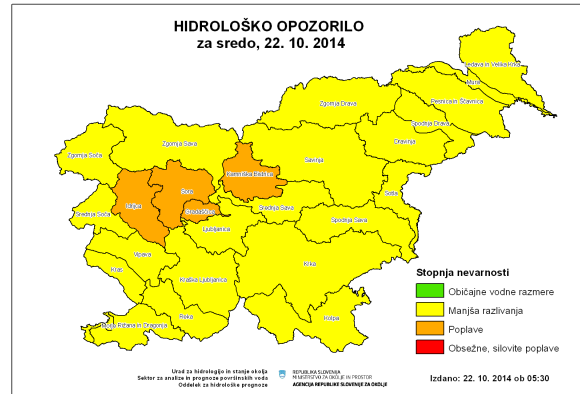 HIDROLOŠKO OPOZORILO
za sredo, 22. 10. 2014
Ledava in Velika Krka
Mura
Pesnica in Ščavnica
Zgornja Drava
Spodnja Drava
Dravinja
Zgornja Sava
Savinja
Zgornja Soča
Kamniška Bistrica
Sora
Idrijca
Gradaščica
Sotla
Srednja Sava
Srednja Soča
Spodnja Sava
Ljubljanica
Vipava
Krka
Kras
Kraška Ljubljanica
Reka
Kolpa
Rižana in Dragonja
Stopnja nevarnosti
Običajne vodne razmere
Manjša razlivanja
Poplave
Obsežne, silovite poplave
Urad za hidrologijo in stanje okolja
Sektor za analize in prognoze površinskih voda
Oddelek za hidrološke prognoze
REPUBLIKA SLOVENIJA
MINISTRSTVO ZA OKOLJE IN PROSTOR
AGENCIJA REPUBLIKE SLOVENIJE ZA OKOLJE
Izdano: 22. 10. 2014 ob 05:30